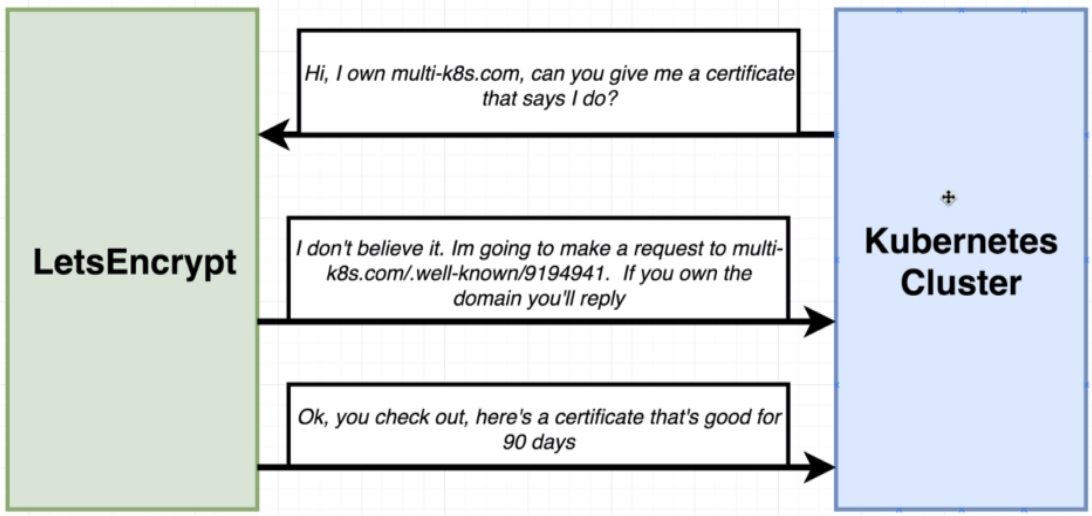 Hi, I own multi-k8s.com, can you give me a certificate
that says I do?
I don't believe it. Im going to make a request to multi-
k8s.com/.well-known/9194941. If you own the
domain you'll reply
LetsEncrypt
Kubernetes
Cluster
Ok, you check out, here's a certificate that's good for
90 days